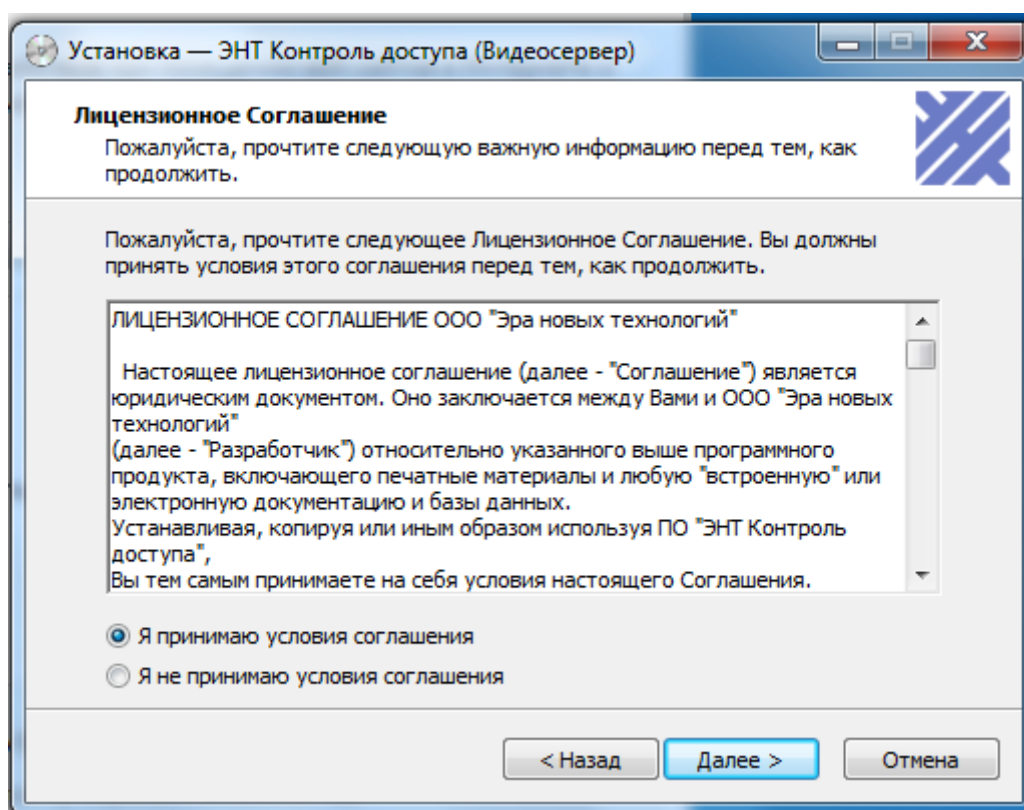 Установка — ЭНТ Контроль доступа (Видеосервер)
Лицензионное Соглашение
Пожалуйста, прочтите следующую важную информацию перед тем, как
продолжить.
Пожалуйста, прочтите следующее Лицензионное Соглашение. Вы должны
принять условия этого соглашения перед тем, как продолжить.
ЛИЦЕНЗИОННОЕ СОГЛАШЕНИЕ ООО "Эра новых технологий"
Настоящее лицензионное соглашение (далее - "Соглашение") является
юридическим документом. Оно заключается между Вами и ООО "Эра новых
технологий"
(далее - "Разработчик") относительно указанного выше программного
продукта, включающего печатные материалы и любую "встроенную" или
электронную документацию и базы данных.
Устанавливая, копируя или иным образом используя ПО "ЭНТ Контроль
доступа",
Вы тем самым принимаете на себя условия настоящего Соглашения.
Я принимаю условия соглашения
Я не принимаю условия соглашения
< Назад Далее > Отмена